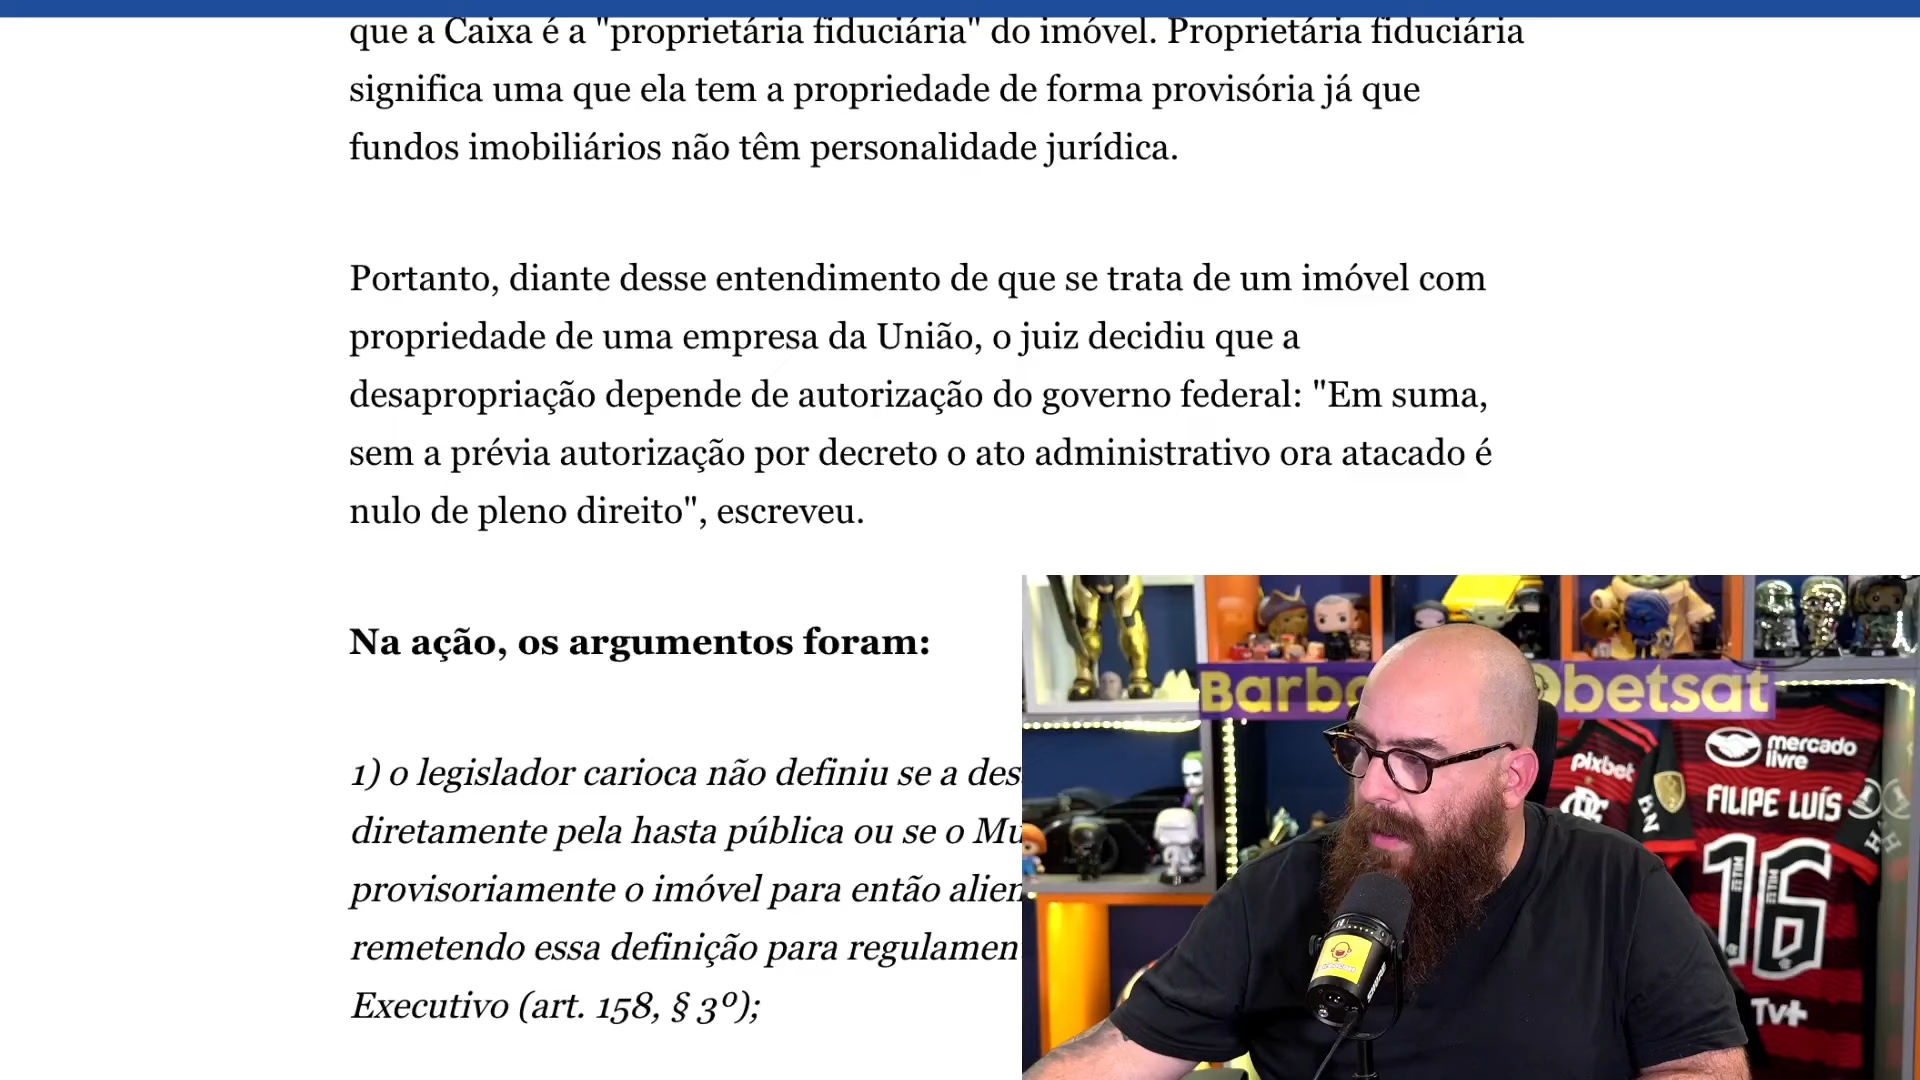 que a Caixa é a "proprietária fiduciária" do imóvel. Proprietária fiduciária
significa uma que ela tem a propriedade de forma provisória já que
fundos imobiliários não têm personalidade jurídica.
Portanto, diante desse entendimento de que se trata de um imóvel com
propriedade de uma empresa da União, o juiz decidiu que a
desapropriação depende de autorização do governo federal: "Em suma,
sem a prévia autorização por decreto o ato administrativo ora atacado é
nulo de pleno direito", escreveu.
Na ação, os argumentos foram:
1) o legislador carioca não definiu se a des
diretamente pela hasta pública ou se o Mu
provisoriamente o imóvel para então alien
remetendo essa definição para regulamen
Executivo (art. 158, § 3º);
Barb
betsat
pixbet
mercado
livre
FILIPE LUÍS
16
Tv+
SHURE